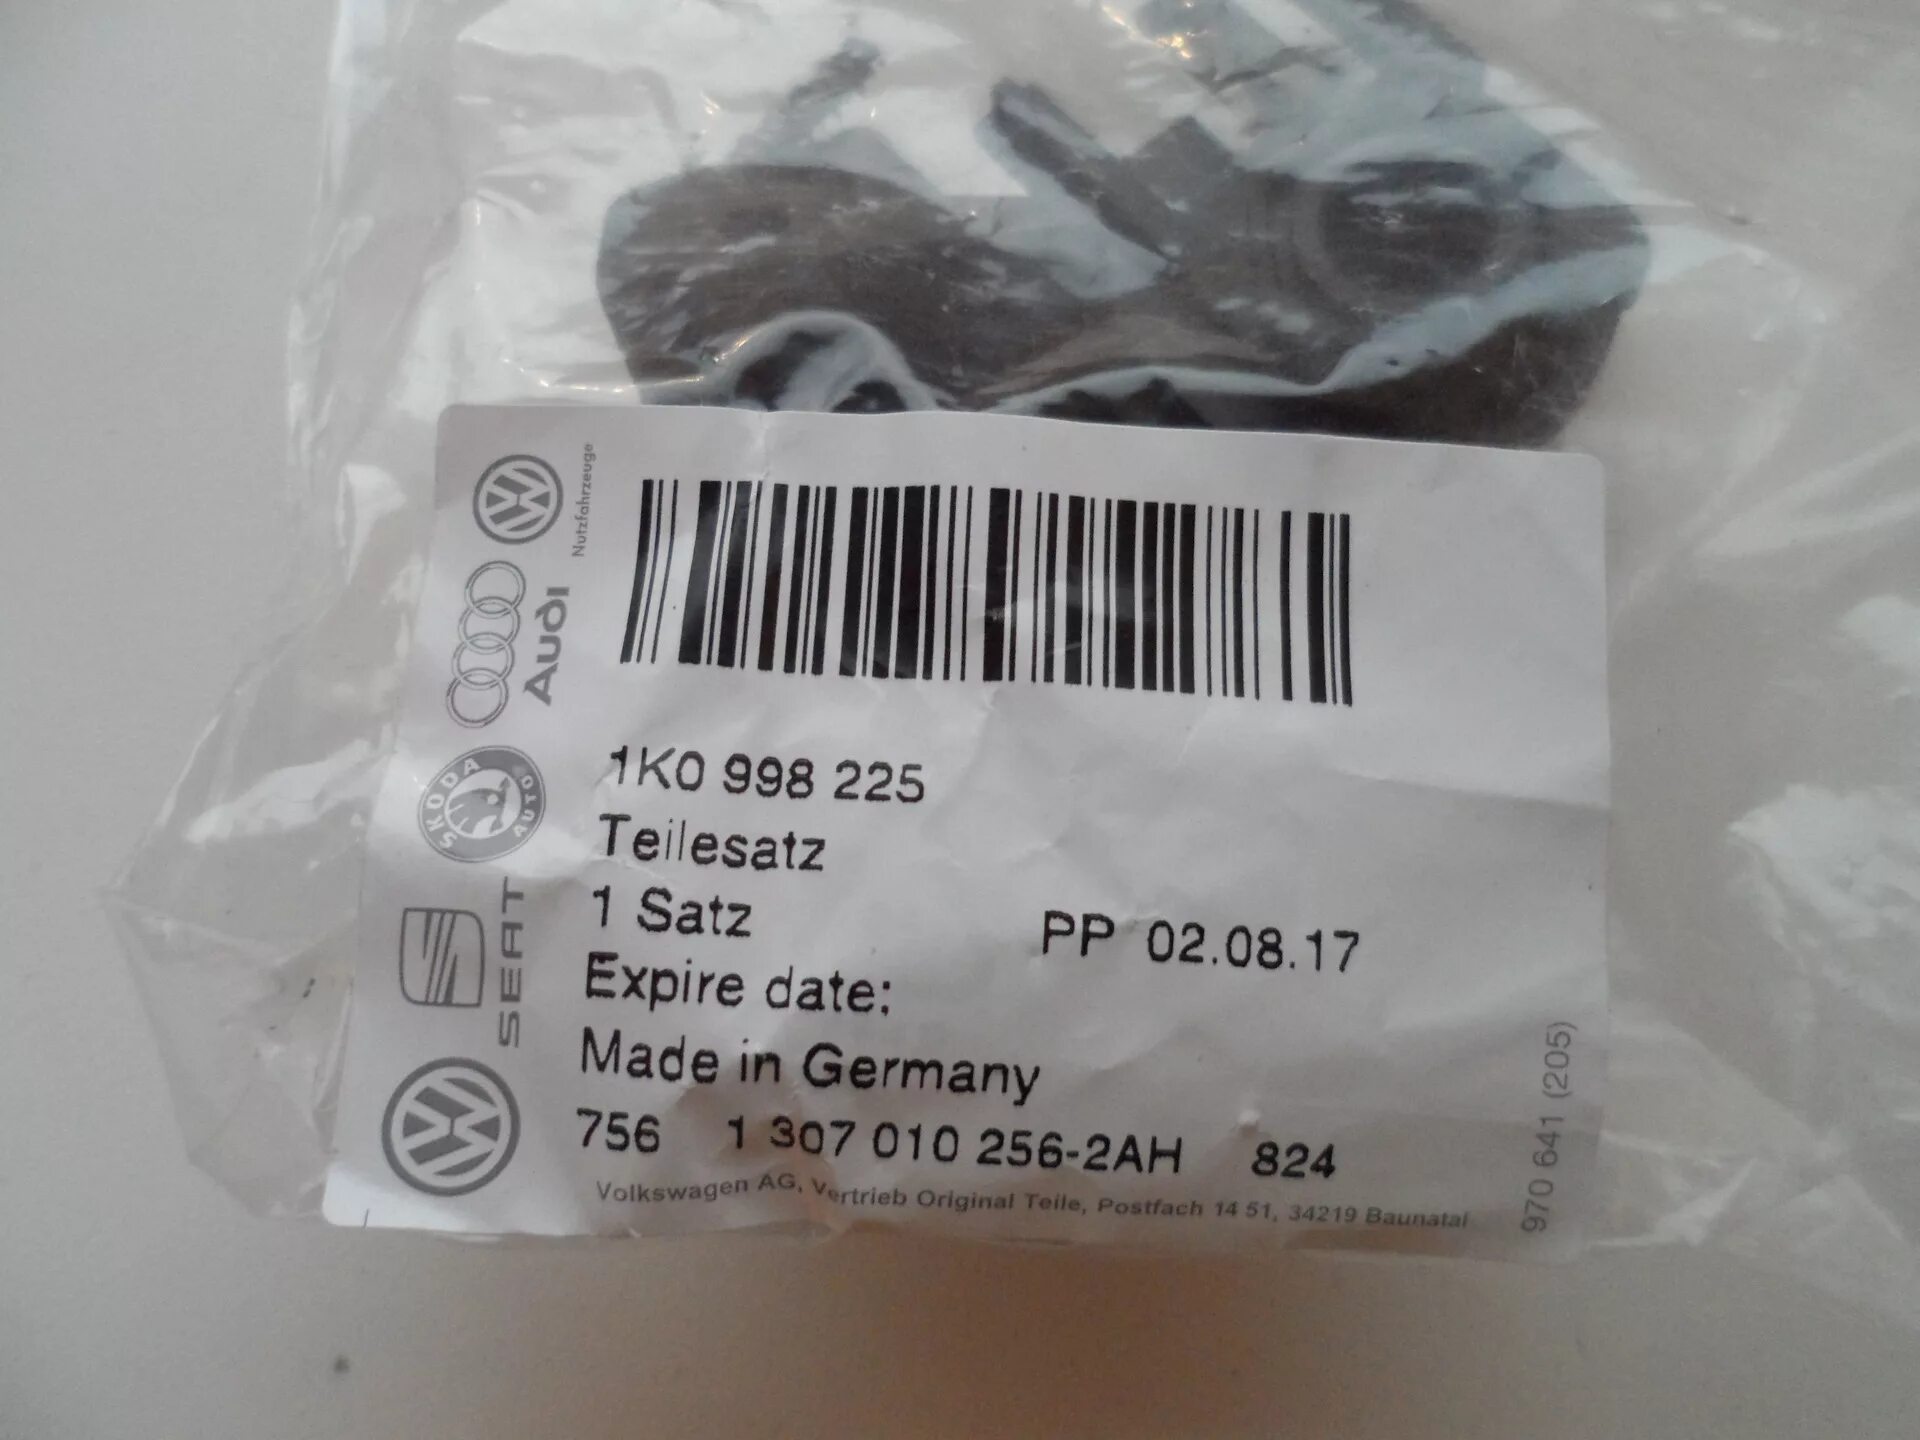 Nutzfahrzeuge
Audi
SKODA AUTO
SEAT
1K0 998 225
Teilesatz
1 Satz PP 02.08.17
Expire date:
Made in Germany
756 1 307 010 256-2AH 824
Volkswagen AG, Vertrieb Original Teile, Postfach 14 51, 34219 Baunatal
970 641 (205)